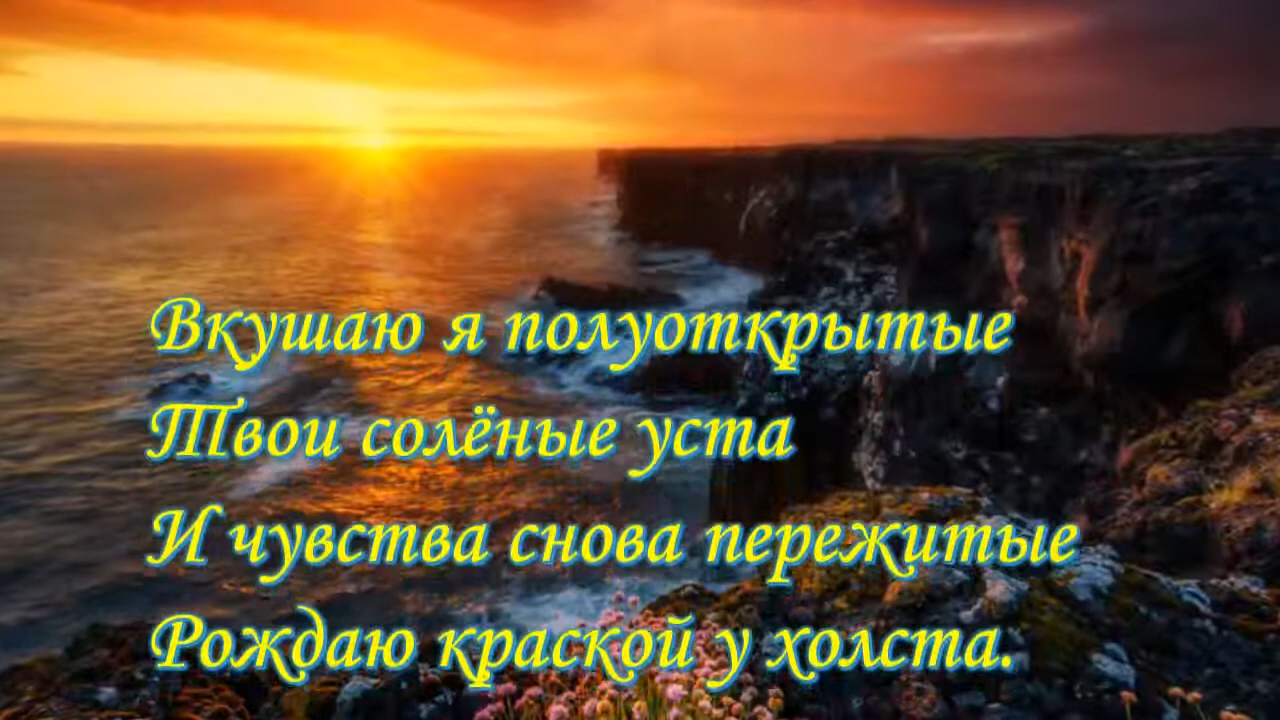 Вкушаю я полуоткрытые
Твои солёные уста
И чувства снова пережитые
Рождаю краской у холста.